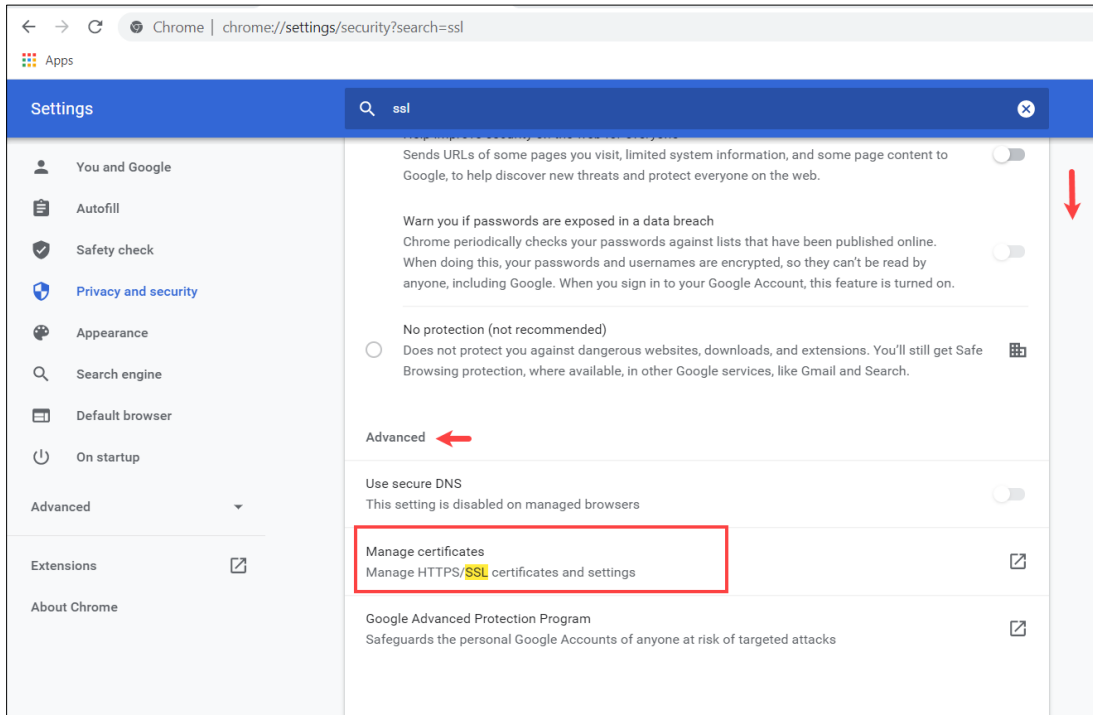 Chrome | chrome://settings/security?search=ssl
Apps
Settings
ssl
You and Google
Autofill
Safety check
Privacy and security
Appearance
Search engine
Default browser
On startup
Advanced
Extensions
About Chrome
Help improve security on the web for everyone
Sends URLs of some pages you visit, limited system information, and some page content to
Google, to help discover new threats and protect everyone on the web.
Warn you if passwords are exposed in a data breach
Chrome periodically checks your passwords against lists that have been published online.
When doing this, your passwords and usernames are encrypted, so they can't be read by
anyone, including Google. When you sign in to your Google Account, this feature is turned on.
No protection (not recommended)
Does not protect you against dangerous websites, downloads, and extensions. You'll still get Safe
Browsing protection, where available, in other Google services, like Gmail and Search.
Advanced
Use secure DNS
This setting is disabled on managed browsers
Manage certificates
Manage HTTPS/SSL certificates and settings
Google Advanced Protection Program
Safeguards the personal Google Accounts of anyone at risk of targeted attacks